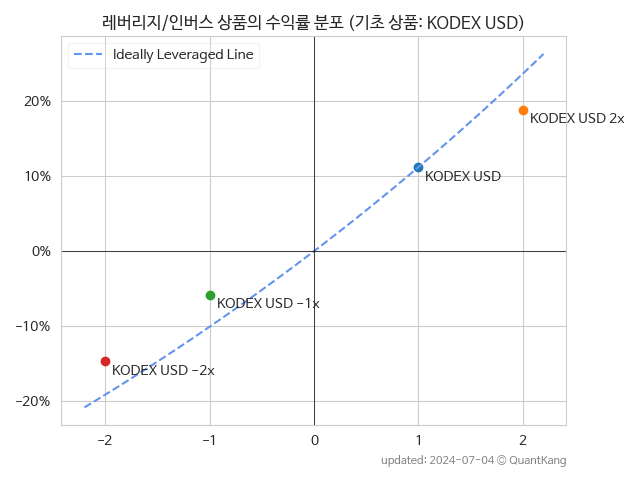 레버리지/인버스 상품의 수익률 분포 (기초 상품: KODEX USD)
Ideally Leveraged Line
20%
KODEX USD 2x
10%
KODEX USD
0%
KODEX USD −1x
−10%
KODEX USD −2x
−20%
−2 −1 0 1 2
updated: 2024-07-04 © QuantKang